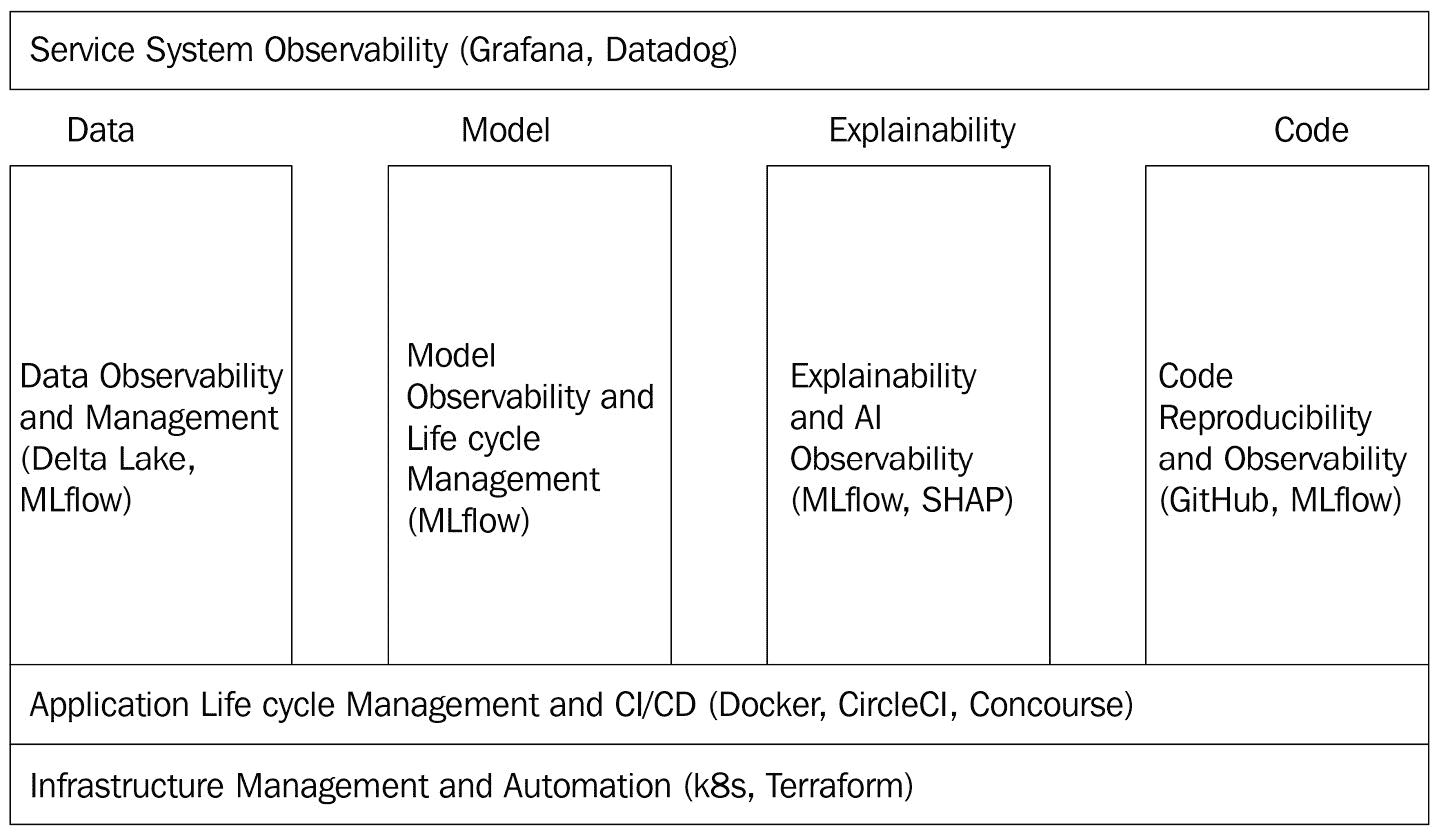 Service System Observability (Grafana, Datadog)
Data
Model
Explainability
Code
Data Observability
and Management
(Delta Lake,
MLflow)
Model
Observability and
Life cycle
Management
(MLflow)
Explainability
and AI
Observability
(MLflow, SHAP)
Code
Reproducibility
and Observability
(GitHub, MLflow)
Application Life cycle Management and CI/CD (Docker, CircleCI, Concourse)
Infrastructure Management and Automation (k8s, Terraform)